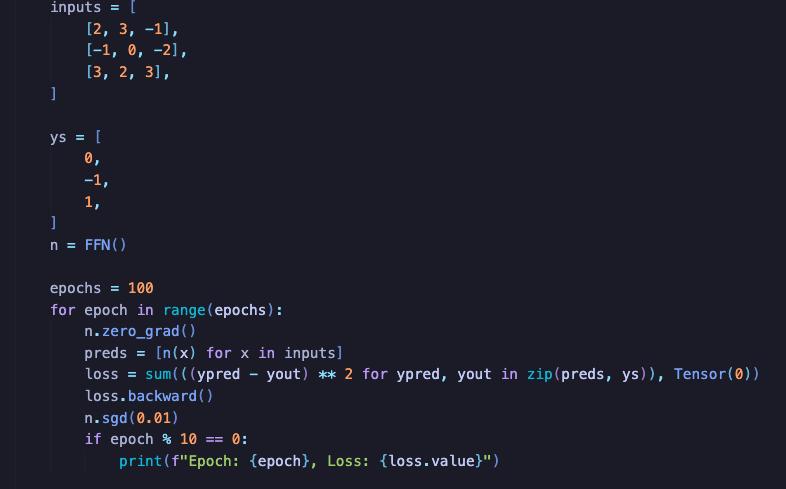 inputs = [
    [2, 3, -1],
    [-1, 0, -2],
    [3, 2, 3],
]

ys = [
    0,
    -1,
    1,
]
n = FFN()

epochs = 100
for epoch in range(epochs):
    n.zero_grad()
    preds = [n(x) for x in inputs]
    loss = sum(((ypred - yout) ** 2 for ypred, yout in zip(preds, ys)), Tensor(0))
    loss.backward()
    n.sgd(0.01)
    if epoch % 10 == 0:
        print(f"Epoch: {epoch}, Loss: {loss.value}")